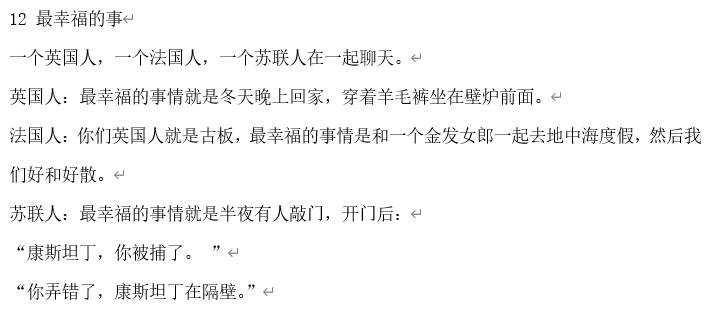 12 最幸福的事
一个英国人，一个法国人，一个苏联人在一起聊天。
英国人：最幸福的事情就是冬天晚上回家，穿着羊毛裤坐在壁炉前面。
法国人：你们英国人就是古板，最幸福的事情是和一个金发女郎一起去地中海度假，然后我
们好和好散。
苏联人：最幸福的事情就是半夜有人敲门，开门后：
“康斯坦丁，你被捕了。 ”
“你弄错了，康斯坦丁在隔壁。”